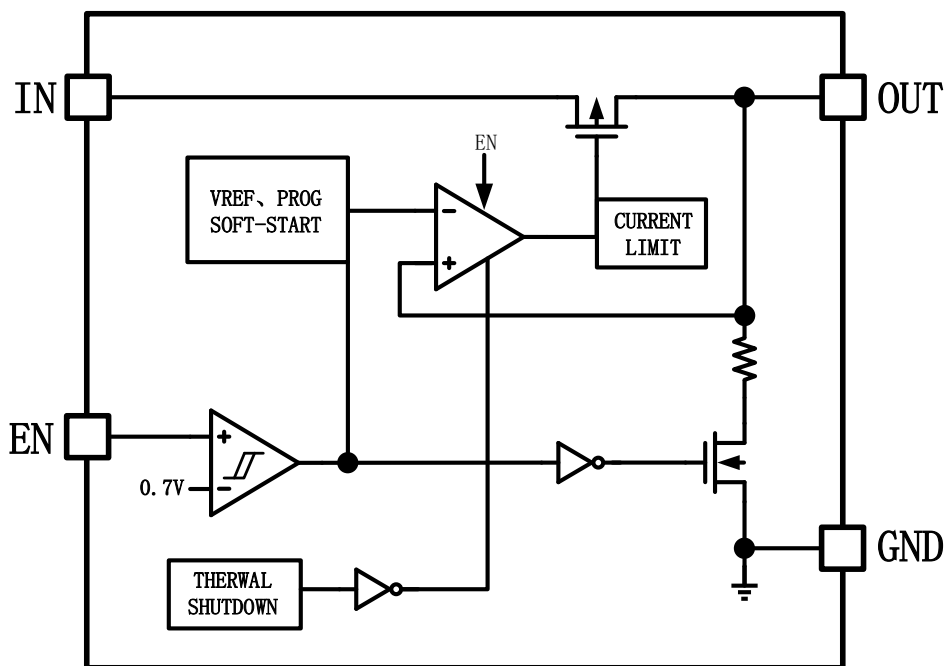 IN
OUT
EN
VREF、PROG
SOFT-START
CURRENT
LIMIT
EN
0.7V
GND
THERWAL
SHUTDOWN